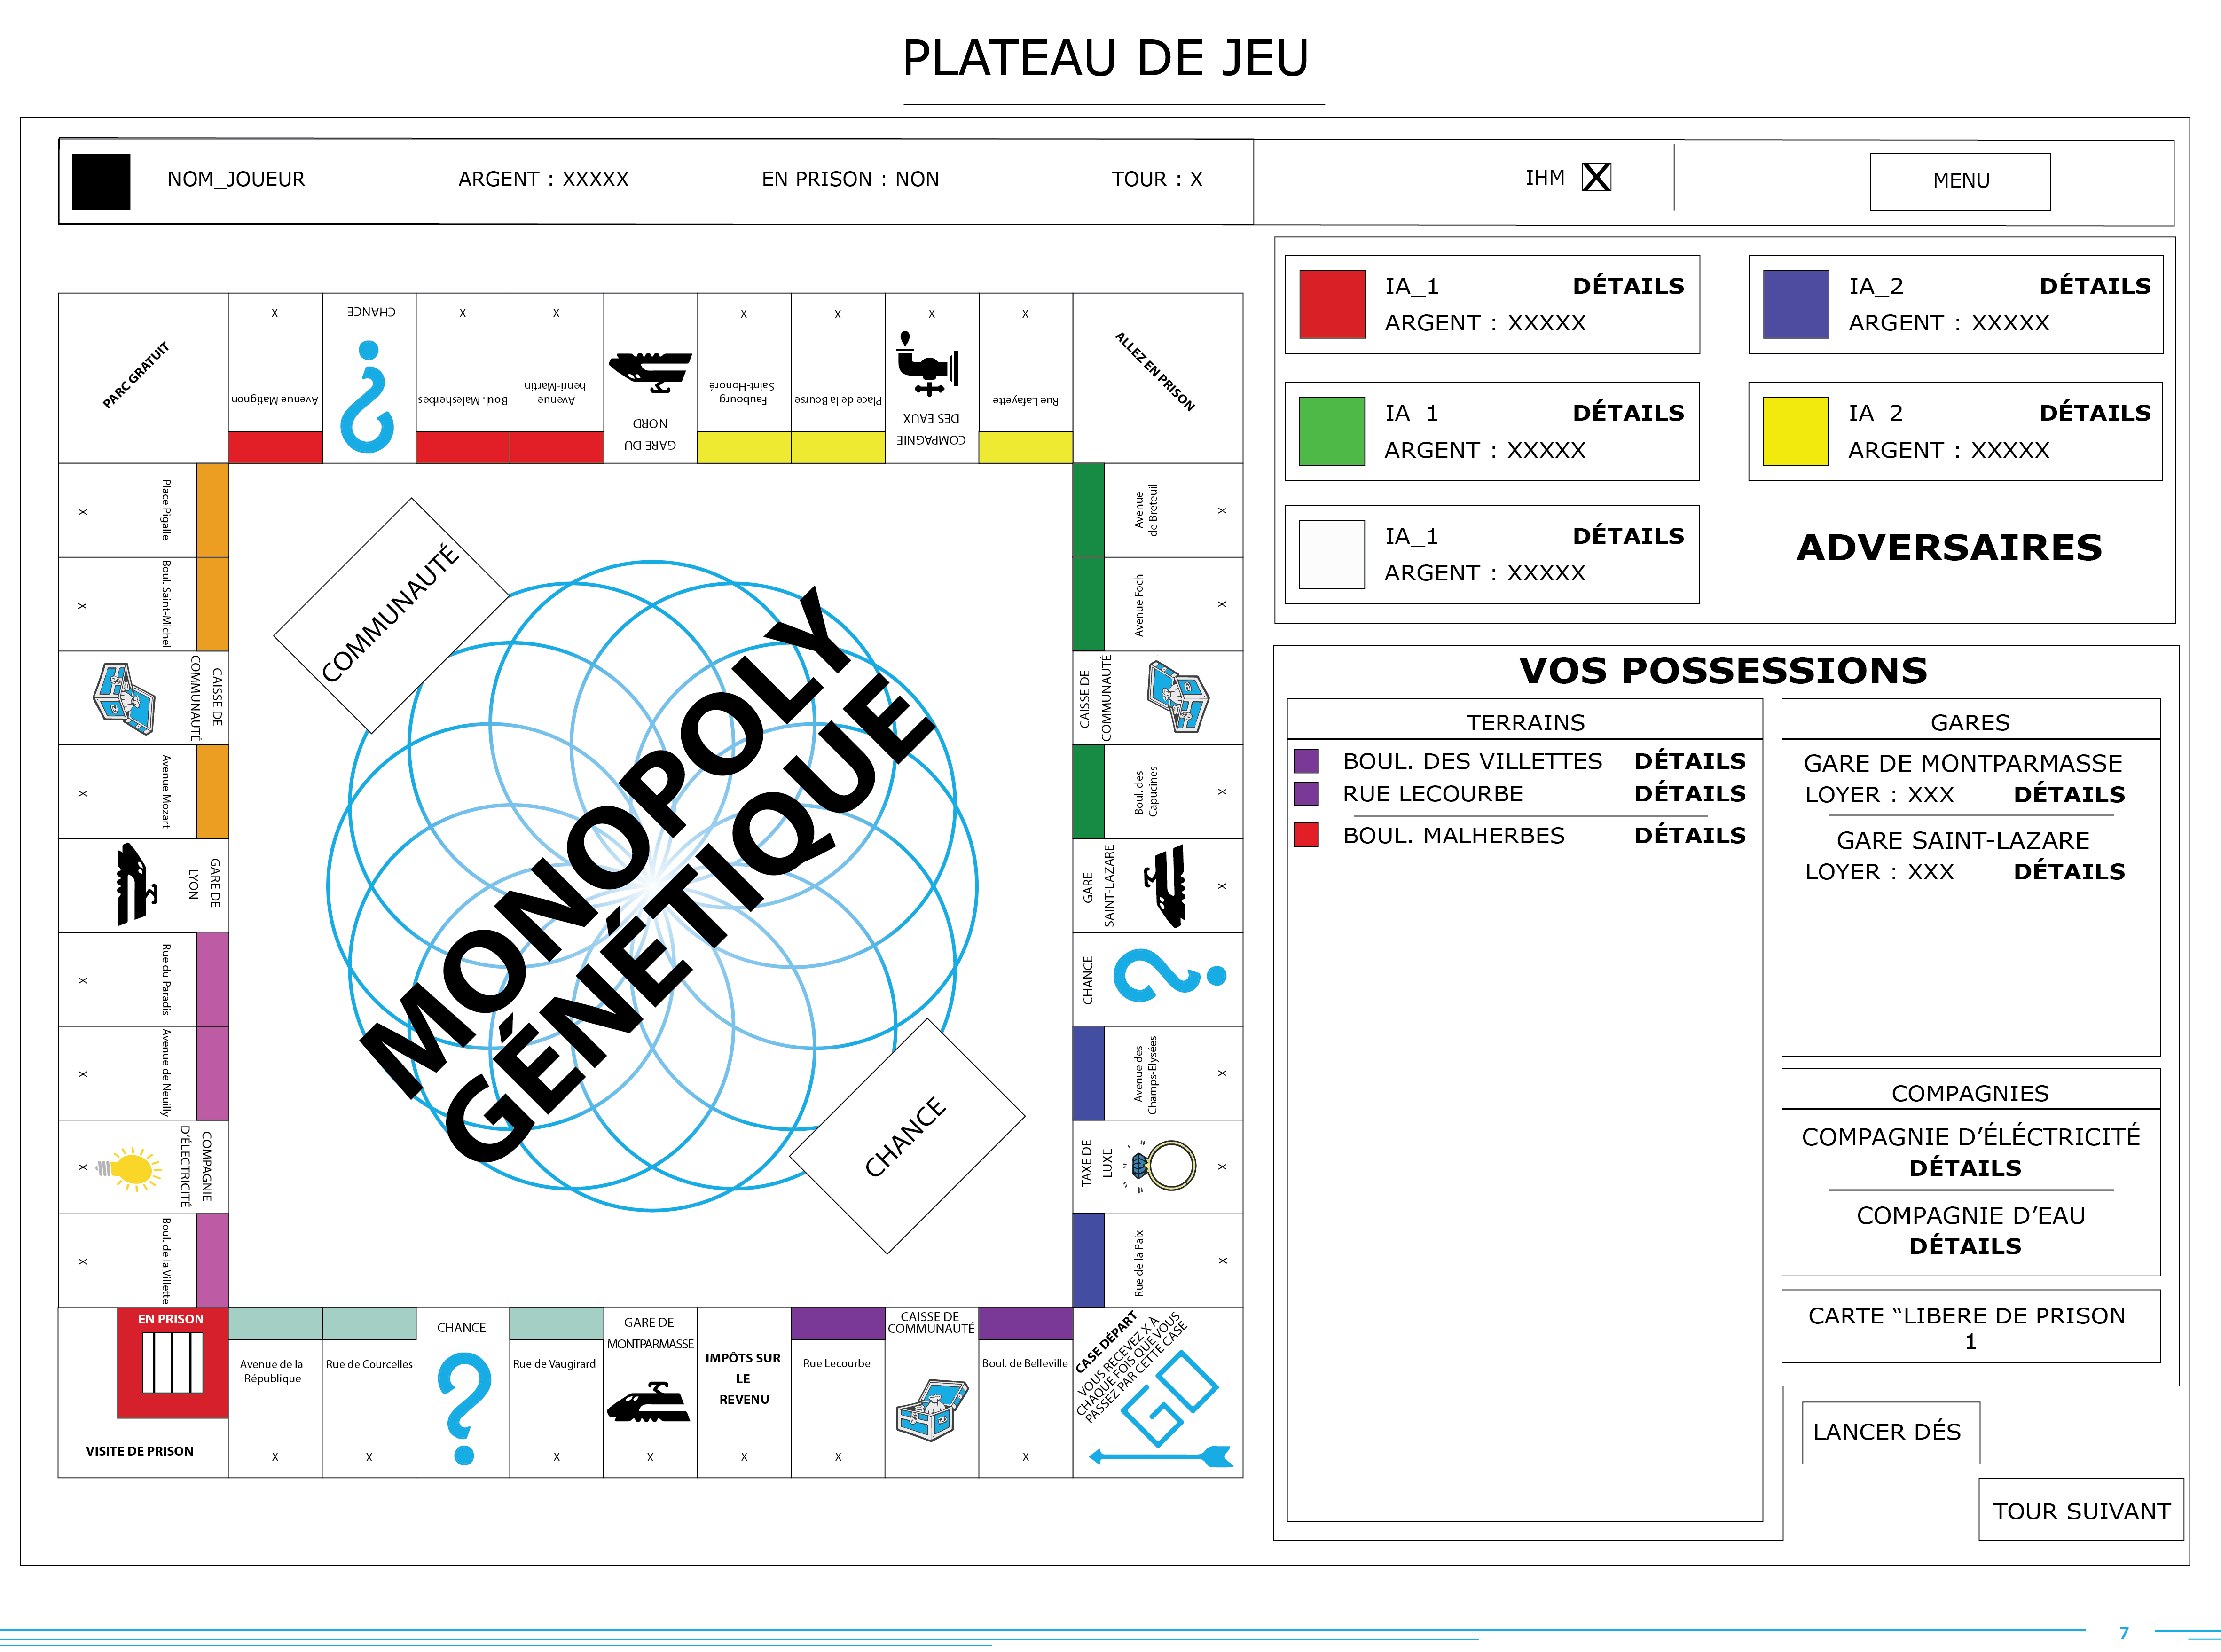 PLATEAU DE JEU
NOM_JOUEUR
ARGENT : XXXXX
EN PRISON : NON
TOUR : X
IHM
X
MENU
PARC GRATUIT
X
Avenue Matignon
CHANCE
X
Boul. Malesherbes
X
Avenue
henri-Martin
GARE DU
NORD
X
Faubourg
Saint-Honoré
X
Place de la Bourse
X
COMPAGNIE
DES EAUX
X
Rue Lafayette
ALLEZ EN PRISON
Place Pigalle
X
Boul. Saint-Michel
X
CAISSE DE
COMMUNAUTÉ
Avenue Mozart
X
GARE DE
LYON
Rue du Paradis
X
Avenue de Neuilly
X
COMPAGNIE
D'ÉLECTRICITÉ
X
Boul. de la Villette
X
COMMUNAUTÉ
MONOPOLY
GÉNÉTIQUE
CHANCE
Avenue
de Breteuil
X
Avenue Foch
X
CAISSE DE
COMMUNAUTÉ
Boul. des
Capucines
X
GARE
SAINT-LAZARE
X
CHANCE
Avenue des
Champs-Elysées
X
TAXE DE
LUXE
X
Rue de la Paix
X
EN PRISON
VISITE DE PRISON
Avenue de la
République
X
Rue de Courcelles
X
CHANCE
Rue de Vaugirard
X
GARE DE
MONTPARMASSE
X
IMPÔTS SUR
LE
REVENU
X
Rue Lecourbe
X
CAISSE DE
COMMUNAUTÉ
Boul. de Belleville
X
CASE DÉPART
VOUS RECEVEZ X À
CHAQUE FOIS QUE VOUS
PASSEZ PAR CETTE CASE
GO
IA_1
DÉTAILS
ARGENT : XXXXX
IA_2
DÉTAILS
ARGENT : XXXXX
IA_1
DÉTAILS
ARGENT : XXXXX
IA_2
DÉTAILS
ARGENT : XXXXX
IA_1
DÉTAILS
ARGENT : XXXXX
ADVERSAIRES
VOS POSSESSIONS
TERRAINS
BOUL. DES VILLETTES DÉTAILS
RUE LECOURBE DÉTAILS
BOUL. MALHERBES DÉTAILS
GARES
GARE DE MONTPARMASSE
LOYER : XXX DÉTAILS
GARE SAINT-LAZARE
LOYER : XXX DÉTAILS
COMPAGNIES
COMPAGNIE D’ÉLÉCTRICITÉ
DÉTAILS
COMPAGNIE D’EAU
DÉTAILS
CARTE “LIBERE DE PRISON
1
LANCER DÉS
TOUR SUIVANT
7